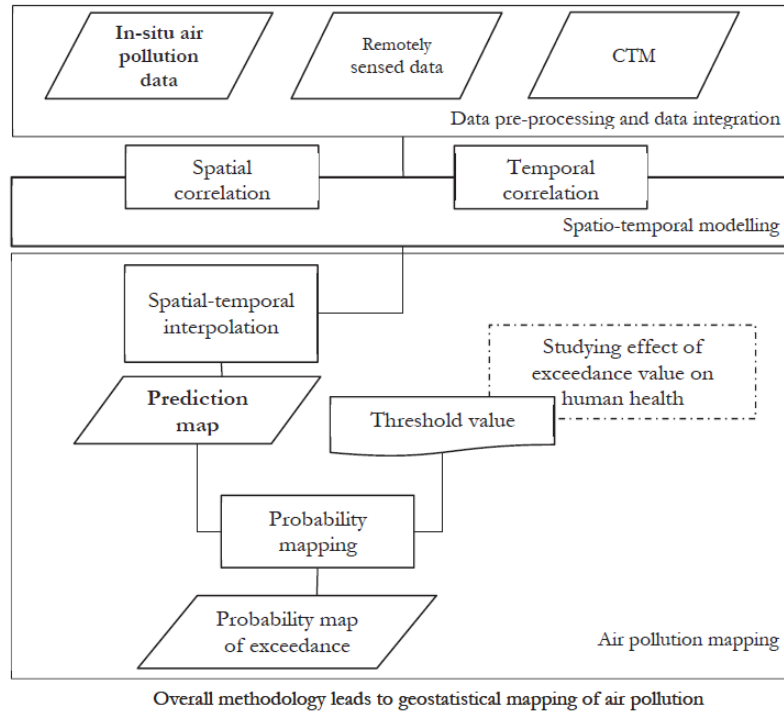 In-situ air
pollution
data
Remotely
sensed data
CTM
Data pre-processing and data integration
Spatial
correlation
Temporal
correlation
Spatio-temporal modelling
Spatial-temporal
interpolation
Studying effect of
exceedance value on
human health
Prediction
map
Threshold value
Probability
mapping
Probability map
of exceedance
Air pollution mapping
Overall methodology leads to geostatistical mapping of air pollution